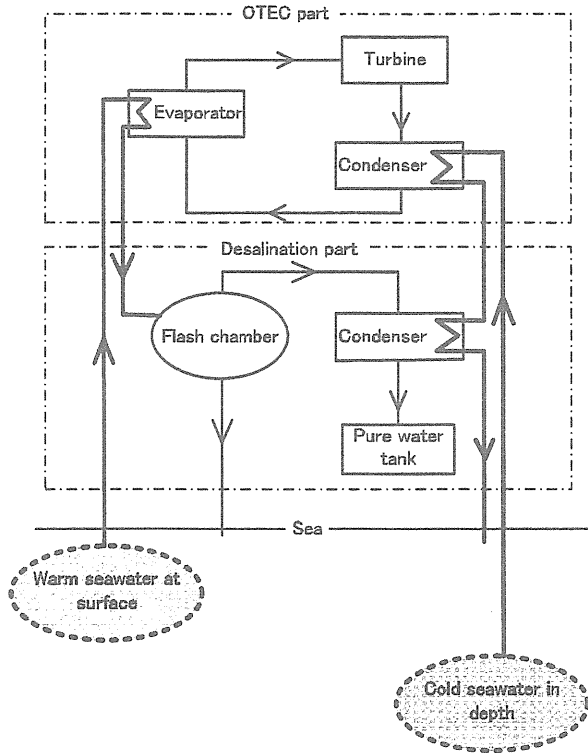 OTEC part
Turbine
Evaporator
Condenser
Desalination part
Flash chamber
Condenser
Pure water
tank
Sea
Warm seawater at
surface
Cold seawater in
depth